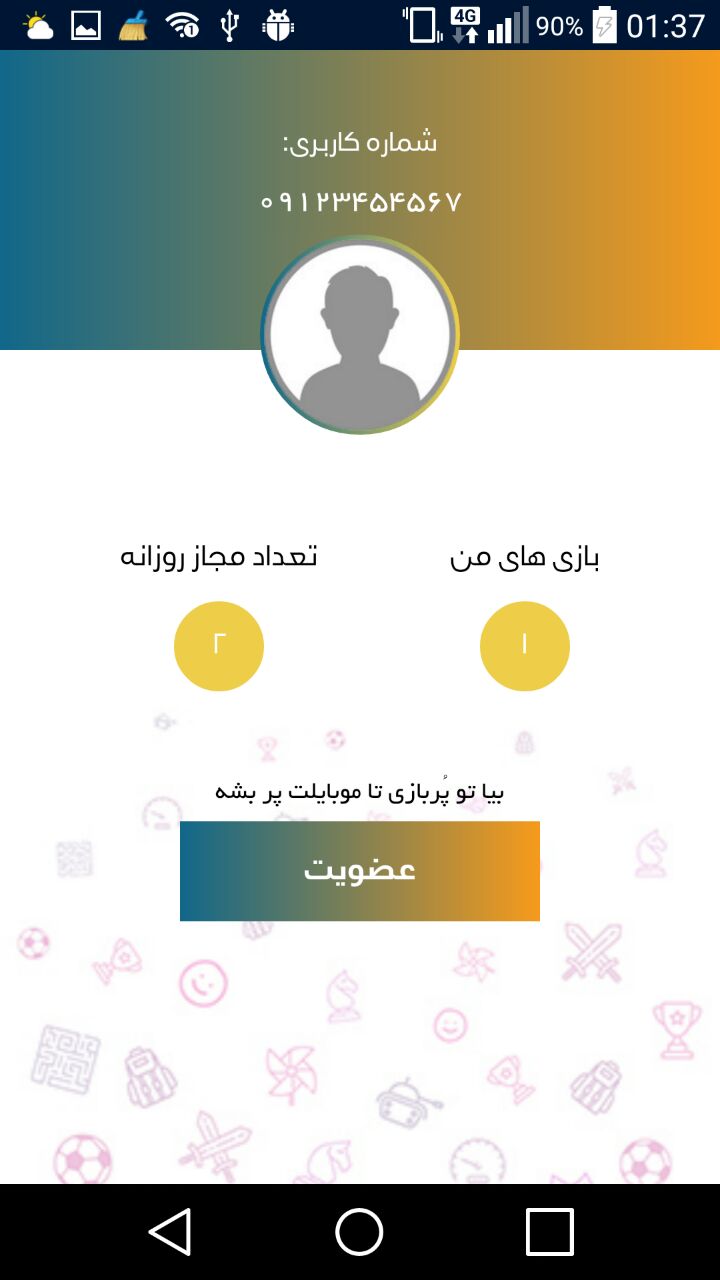 4G 90% 01:37
شماره کاربری:
۰۹۱۲۳۴۵۴۵۶۷
بازی های من
تعداد مجاز روزانه
۱
۲
بیا تو پُربازی تا موبایلت پر بشه
عضویت